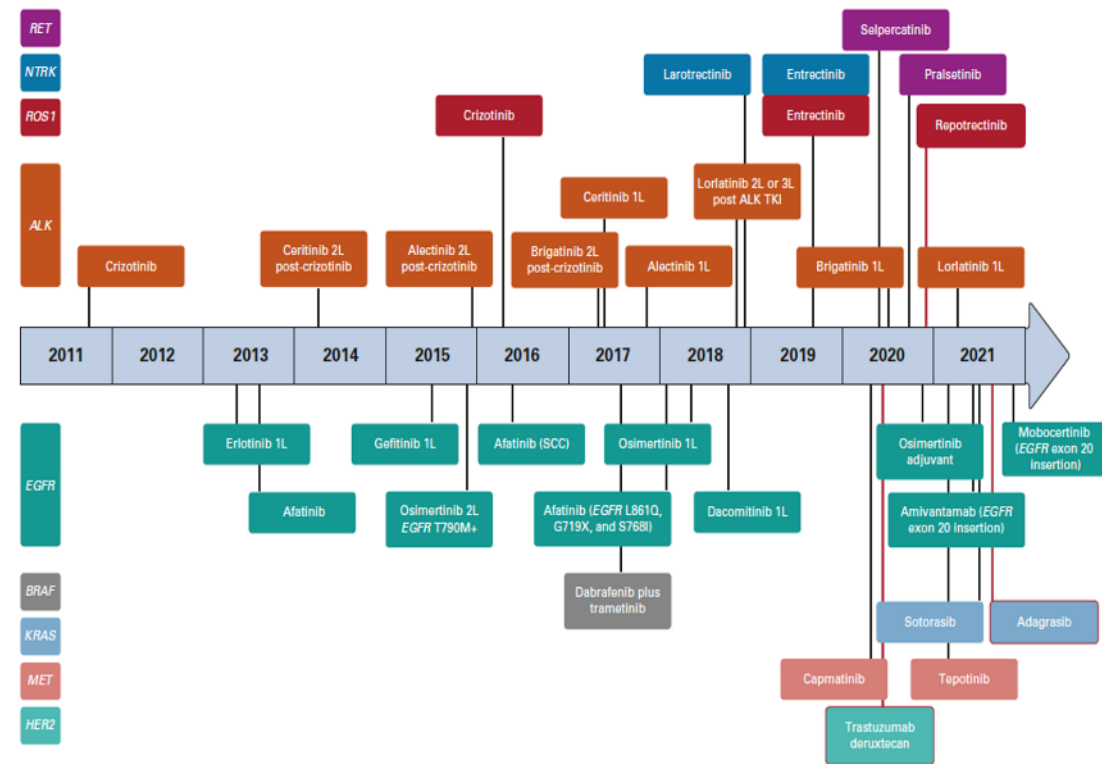 RET
Selpercatinib
NTRK
Larotrectinib
Entrectinib
Pralsetinib
ROS1
Crizotinib
Entrectinib
Repotrectinib
ALK
Lorlatinib 2L or 3L
post ALK TKI
Ceritinib 1L
Crizotinib
Ceritinib 2L
post-crizotinib
Alectinib 2L
post-crizotinib
Brigatinib 2L
post-crizotinib
Alectinib 1L
Brigatinib 1L
Lorlatinib 1L
2011
2012
2013
2014
2015
2016
2017
2018
2019
2020
2021
EGFR
Erlotinib 1L
Gefitinib 1L
Afatinib (SCC)
Osimertinib 1L
Osimertinib
adjuvant
Mobocertinib
(EGFR exon 20
insertion)
Afatinib
Osimertinib 2L
EGFR T790M+
Afatinib (EGFR L861Q,
G719X, and S768I)
Dacomitinib 1L
Amivantamab (EGFR
exon 20 insertion)
BRAF
Dabrafenib plus
trametinib
KRAS
Sotorasib
Adagrasib
MET
Capmatinib
Tepotinib
HER2
Trastuzumab
deruxtecan